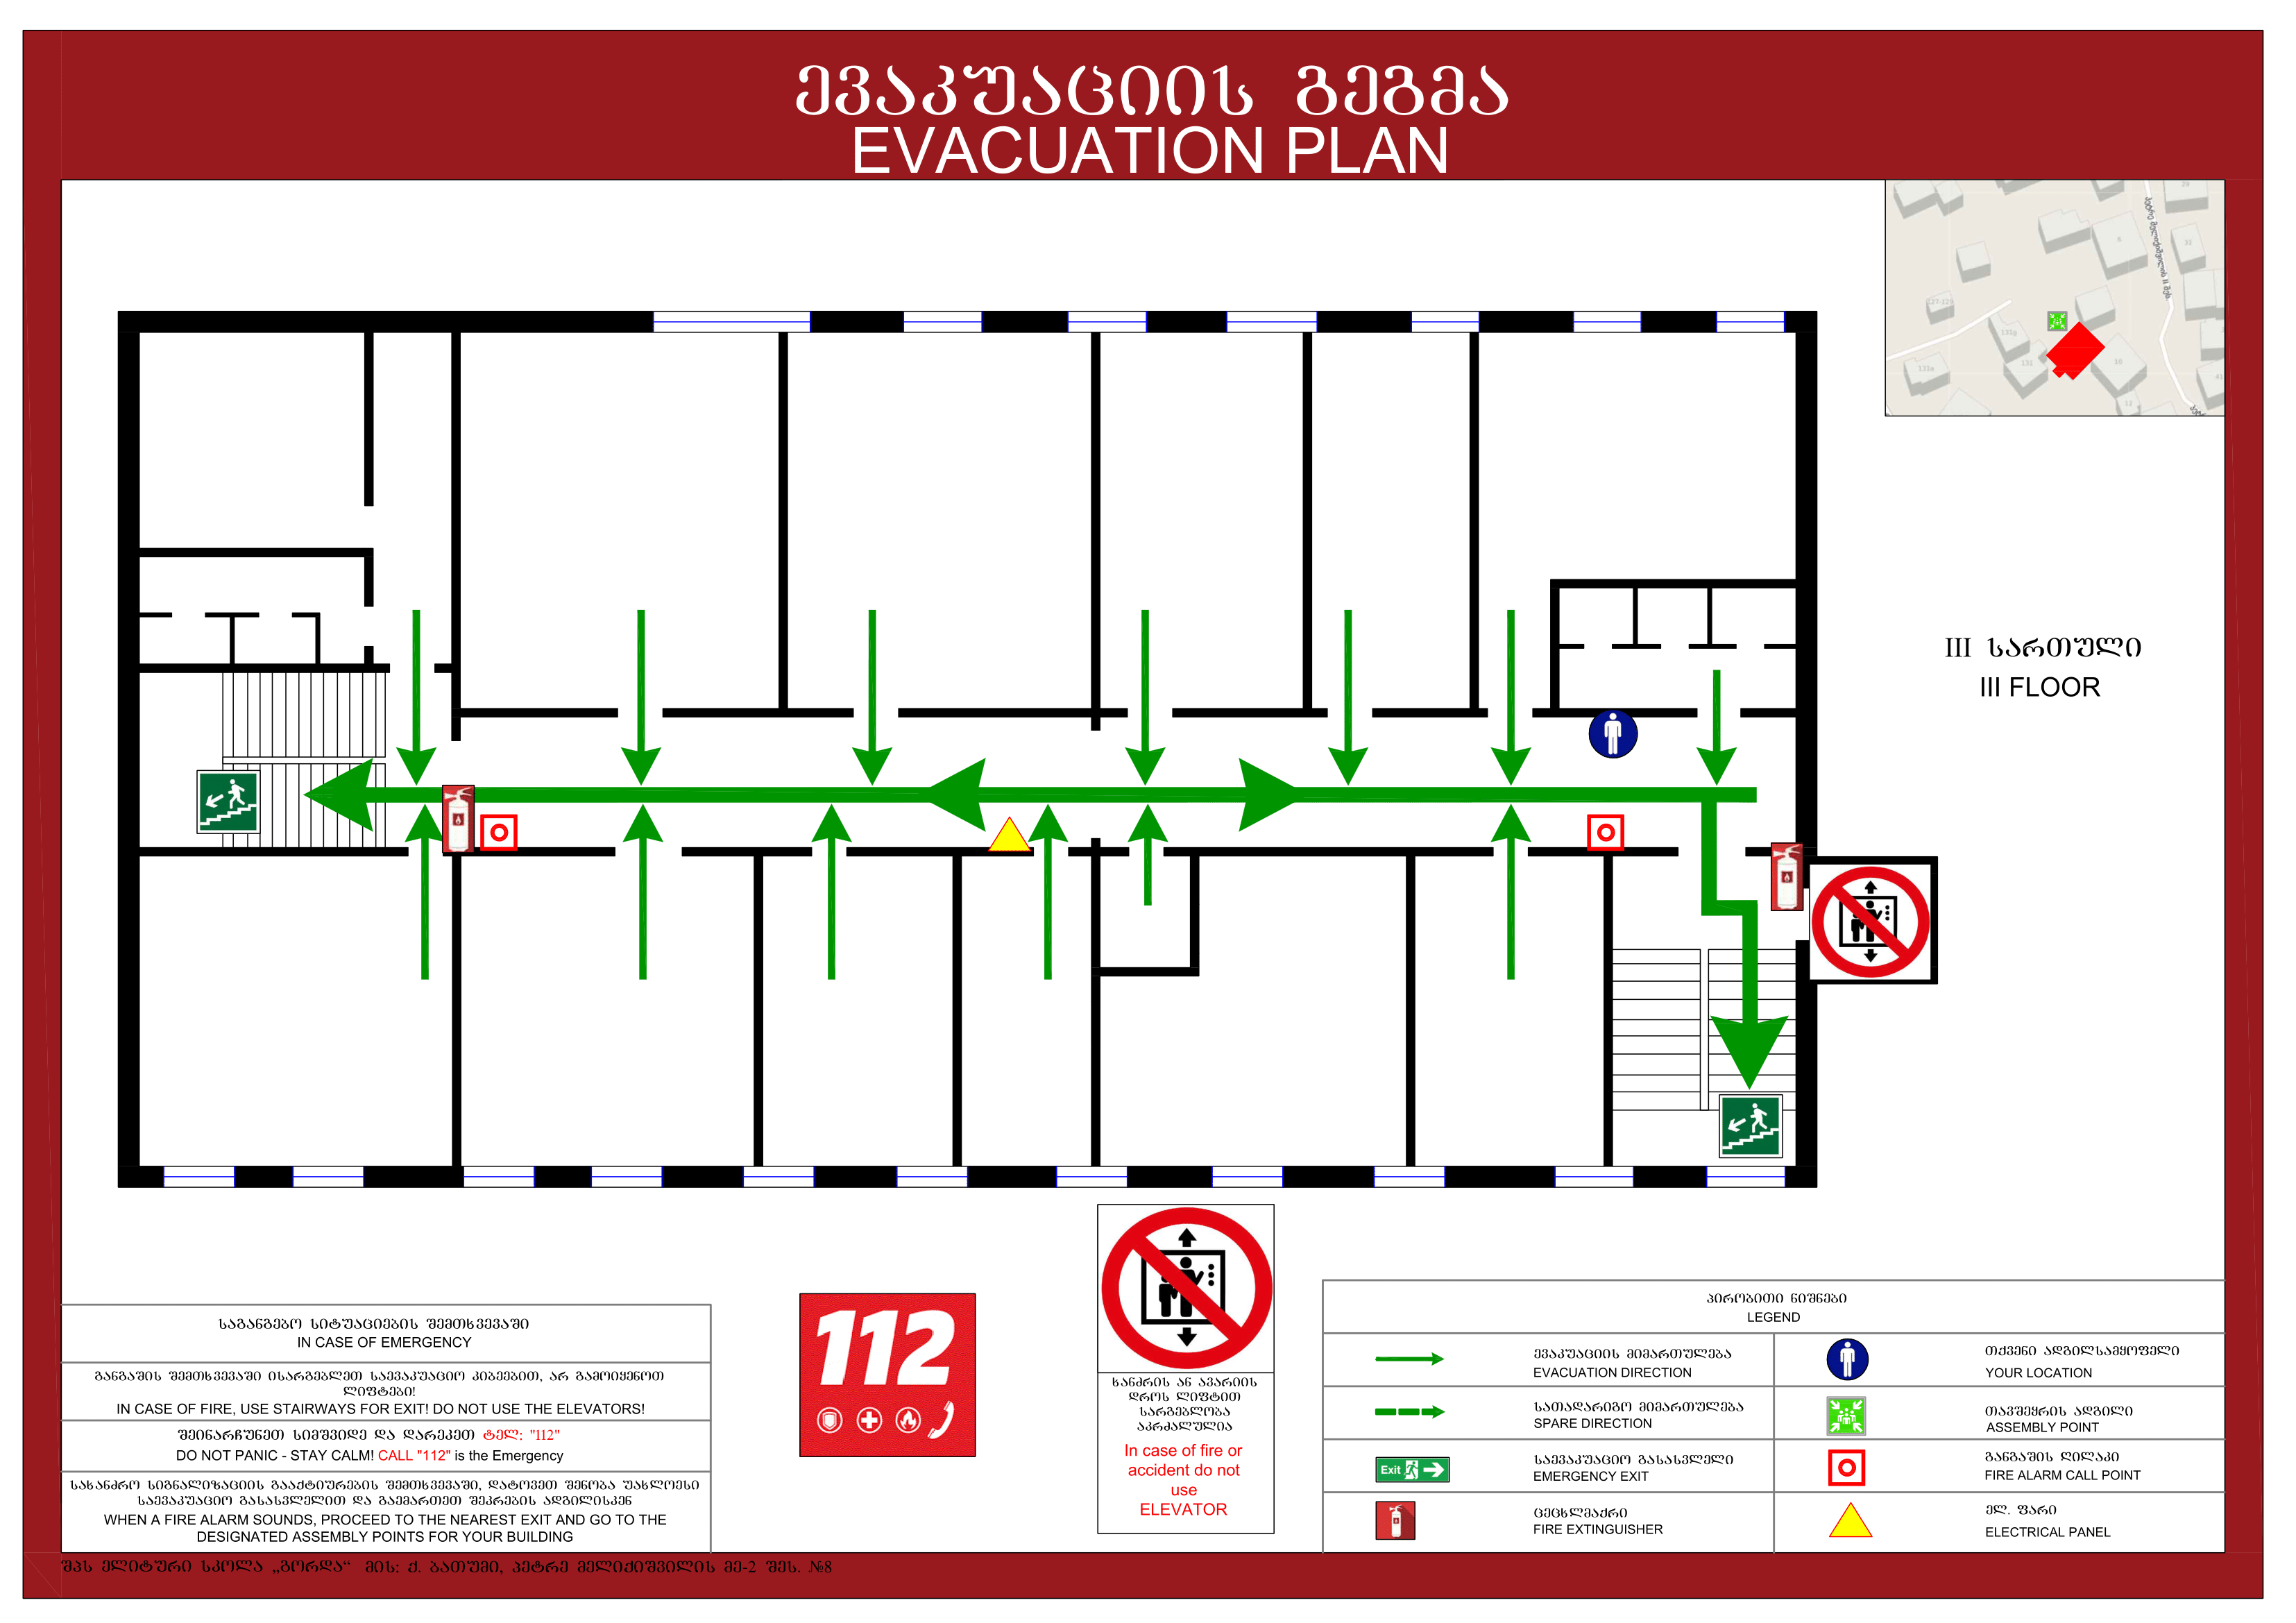 ევაკუაციის გეგმა
EVACUATION PLAN
III სართული
III FLOOR
საგანგებო სიტუაციების შემთხვევაში
IN CASE OF EMERGENCY
განგაშის შემთხვევაში ისარგებლეთ საევაკუაციო კიბეებით, არ გამოიყენოთ
ლიფტები!
IN CASE OF FIRE, USE STAIRWAYS FOR EXIT! DO NOT USE THE ELEVATORS!
შეინარჩუნეთ სიმშვიდე და დარეკეთ ტელ: "112"
DO NOT PANIC - STAY CALM! CALL "112" is the Emergency
სახანძრო სიგნალიზაციის გააქტიურების შემთხვევაში, დატოვეთ შენობა უახლოესი
საევაკუაციო გასასვლელით და გაემართეთ შეკრების ადგილისკენ
WHEN A FIRE ALARM SOUNDS, PROCEED TO THE NEAREST EXIT AND GO TO THE
DESIGNATED ASSEMBLY POINTS FOR YOUR BUILDING
112
ხანძრის ან ავარიის
დროს ლიფტით
სარგებლობა
აკრძალულია
In case of fire or
accident do not
use
ELEVATOR
პირობითი ნიშნები
LEGEND
ევაკუაციის მიმართულება
EVACUATION DIRECTION
თქვენი ადგილსამყოფელი
YOUR LOCATION
სათადარიგო მიმართულება
SPARE DIRECTION
თავშეყრის ადგილი
ASSEMBLY POINT
Exit
საევაკუაციო გასასვლელი
EMERGENCY EXIT
განგაშის ღილაკი
FIRE ALARM CALL POINT
ცეცხლმაქრი
FIRE EXTINGUISHER
ელ. ფარი
ELECTRICAL PANEL
შპს ელიტური სკოლა „გორდა“ მის: ქ. ბათუმი, პეტრე მელიქიშვილის მე-2 შეს. №8